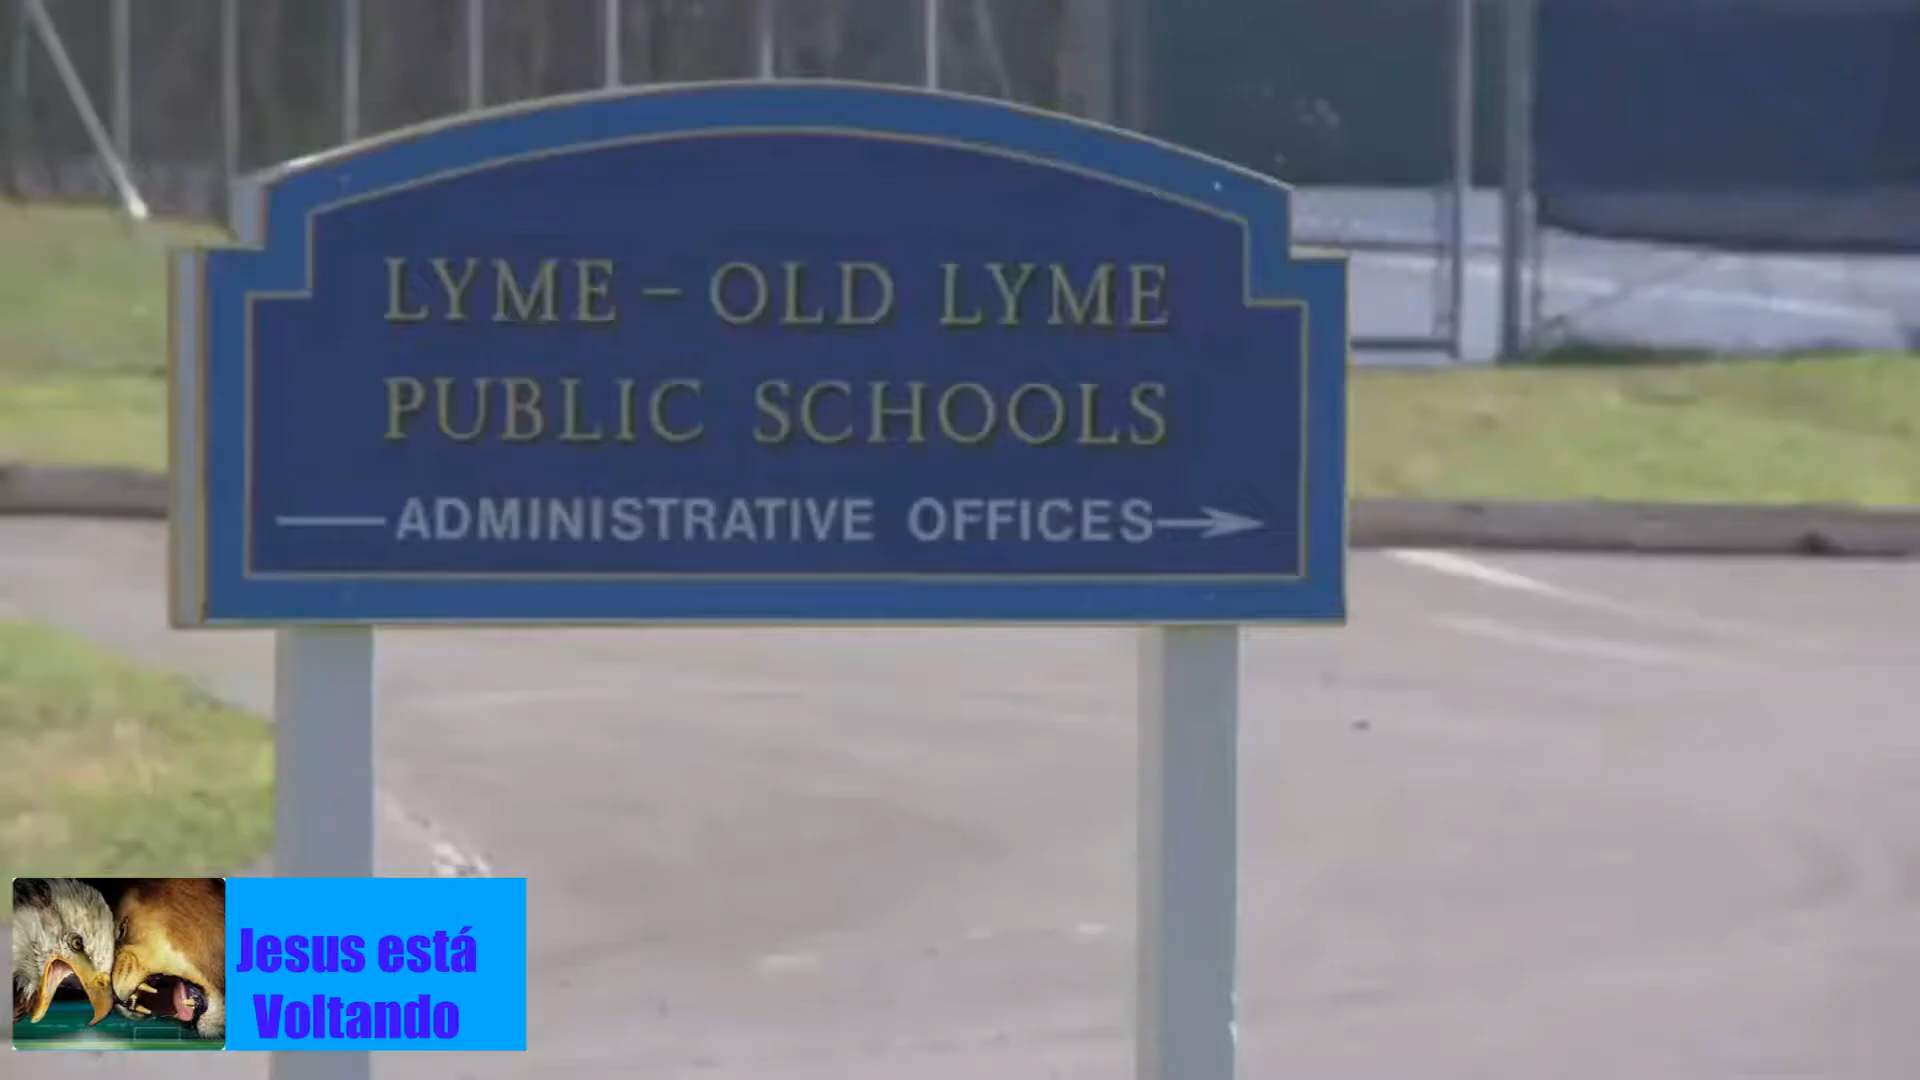 LYME – OLD LYME
PUBLIC SCHOOLS
ADMINISTRATIVE OFFICES
Jesus está
Voltando